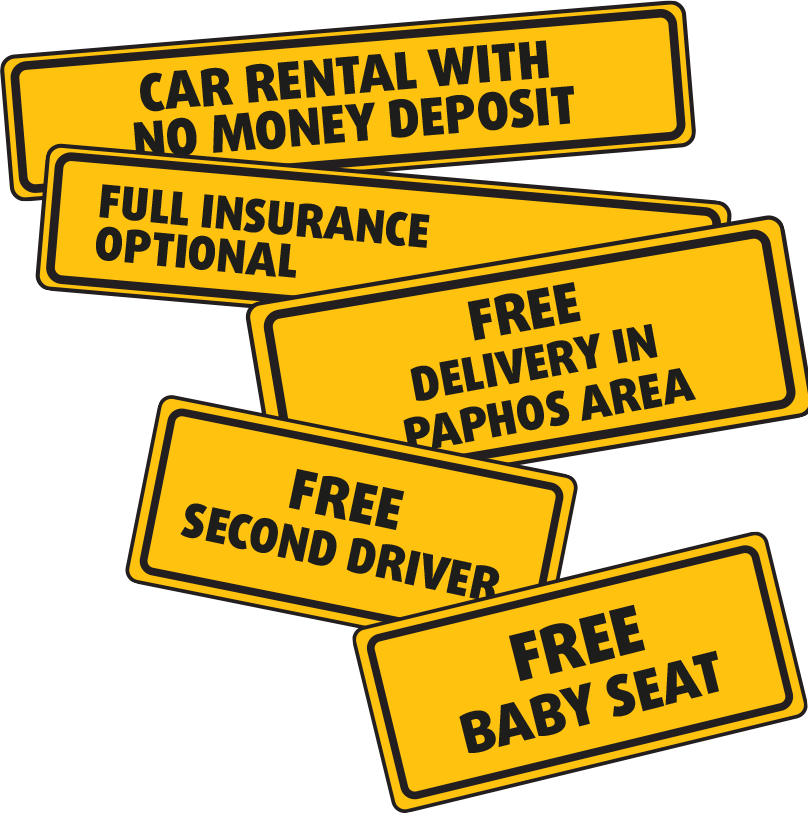 CAR RENTAL WITH
NO MONEY DEPOSIT
FULL INSURANCE
OPTIONAL
FREE
DELIVERY IN
PAPHOS AREA
FREE
SECOND DRIVER
FREE
BABY SEAT